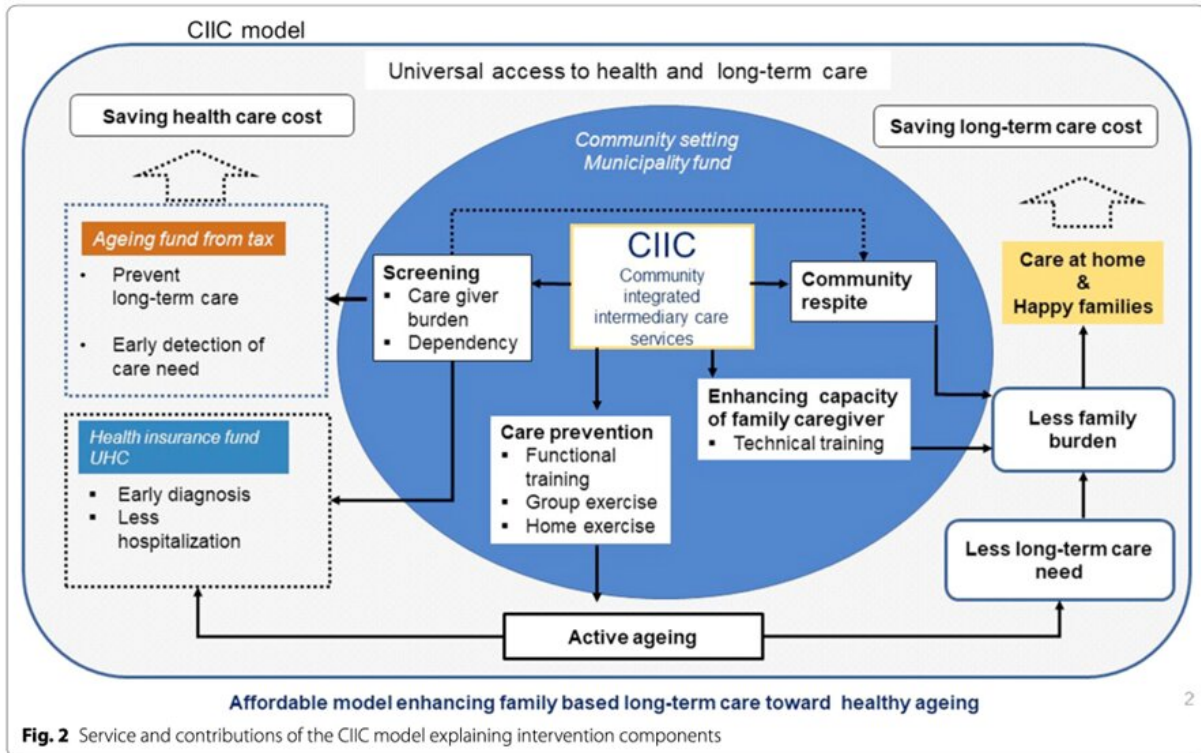 CIIC model
Universal access to health and long-term care
Saving health care cost
Saving long-term care cost
Community setting
Municipality fund
Ageing fund from tax
• Prevent
long-term care
• Early detection of
care need
Screening
▪ Care giver
burden
▪ Dependency
CIIC
Community
integrated
intermediary care
services
Community
respite
Care at home
&
Happy families
Enhancing capacity
of family caregiver
▪ Technical training
Less family
burden
Health insurance fund
UHC
▪ Early diagnosis
▪ Less
hospitalization
Care prevention
▪ Functional
training
▪ Group exercise
▪ Home exercise
Less long-term care
need
Active ageing
Affordable model enhancing family based long-term care toward healthy ageing
2
Fig. 2 Service and contributions of the CIIC model explaining intervention components